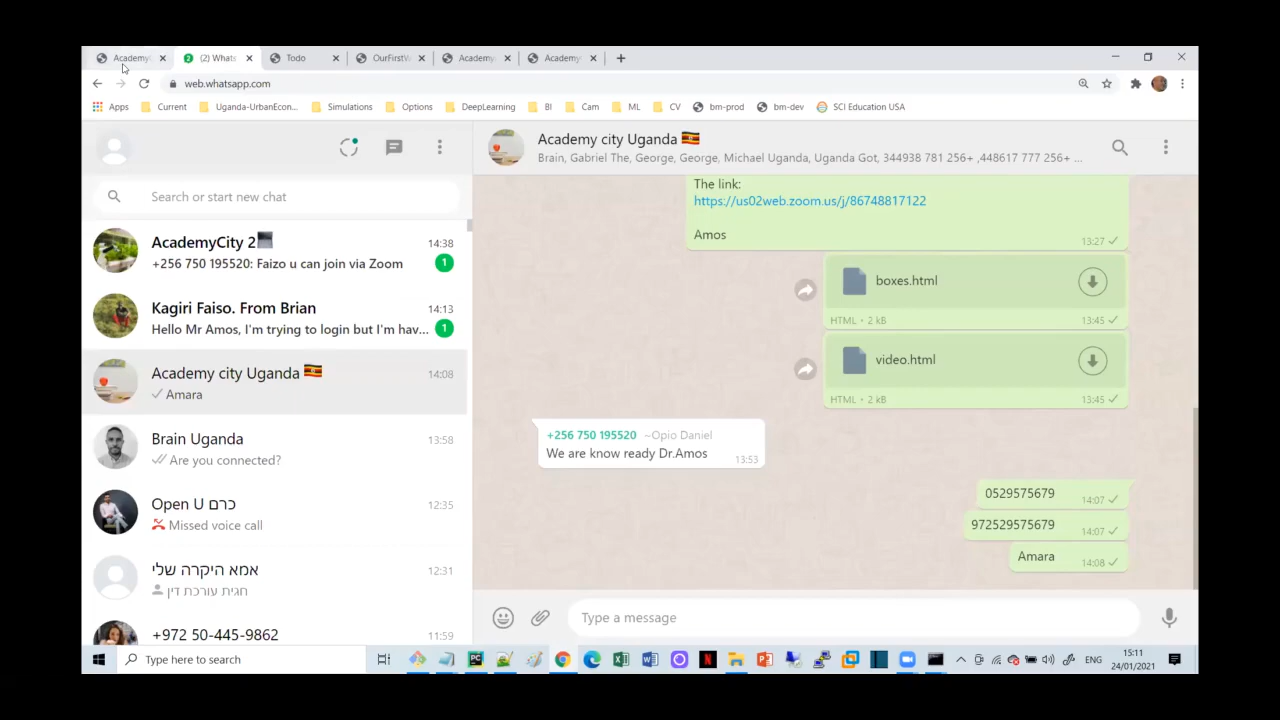 Academy
(2) Whats
Todo
OurFirstW
Academy
Academy
web.whatsapp.com
Apps
Current
Uganda-UrbanEcon...
Simulations
Options
DeepLearning
BI
Cam
ML
CV
bm-prod
bm-dev
SCI Education USA
Search or start new chat
AcademyCity 2
14:38
+256 750 195520: Faizo u can join via Zoom
1
Kagiri Faiso. From Brian
14:13
Hello Mr Amos, I'm trying to login but I'm hav...
1
Academy city Uganda 🇺🇬
14:08
Amara
Brain Uganda
13:58
Are you connected?
Open U כרם
12:35
Missed voice call
אמא היקרה שלי
12:31
חגית עורכת דין
+972 50-445-9862
11:59
Academy city Uganda 🇺🇬
Brain, Gabriel The, George, George, Michael Uganda, Uganda Got, 344938 781 256+ ,448617 777 256+ ...
The link:
https://us02web.zoom.us/j/86748817122
Amos
13:27
boxes.html
HTML • 2 kB
13:45
video.html
HTML • 2 kB
13:45
+256 750 195520 ~Opio Daniel
We are know ready Dr.Amos
13:53
0529575679
14:07
972529575679
14:07
Amara
14:08
Type a message
Type here to search
ENG
15:11
24/01/2021